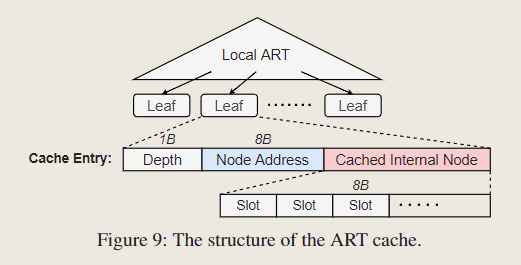 Local ART
Leaf Leaf ....... Leaf
1B 8B
Cache Entry: Depth Node Address Cached Internal Node
8B
Slot Slot Slot .....
Figure 9: The structure of the ART cache.